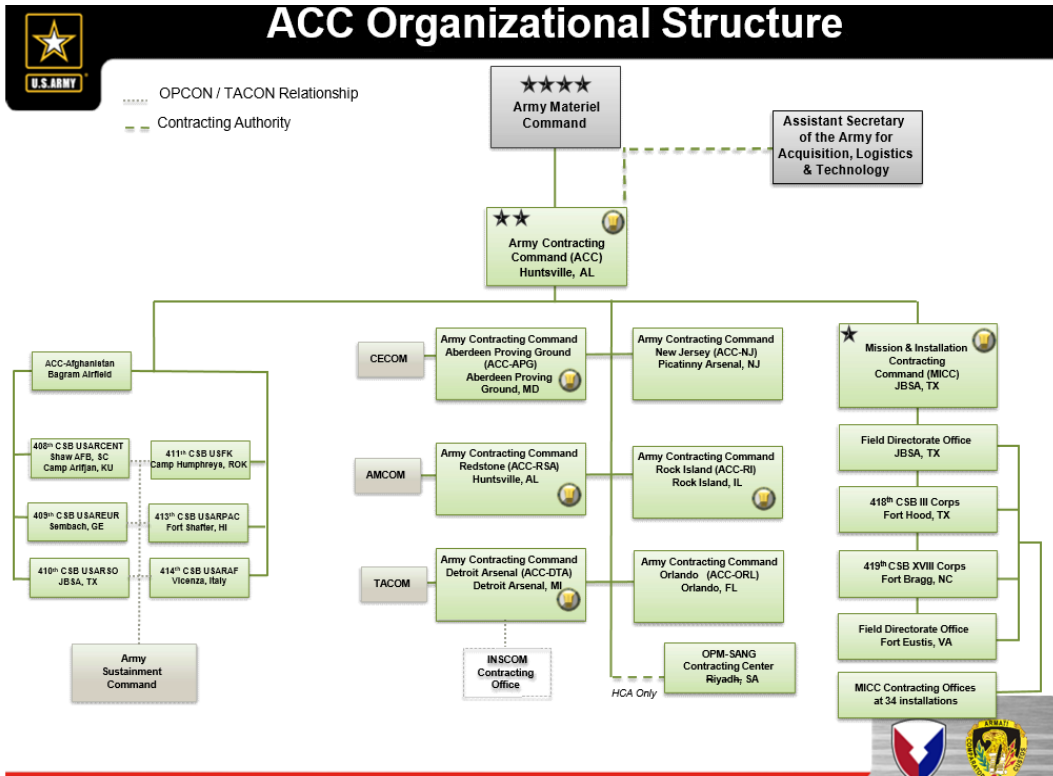 ACC Organizational Structure
U.S.ARMY
OPCON / TACON Relationship
Contracting Authority
Army Materiel
Command
Assistant Secretary
of the Army for
Acquisition, Logistics
& Technology
Army Contracting
Command (ACC)
Huntsville, AL
ACC-Afghanistan
Bagram Airfield
408th CSB USARCENT
Shaw AFB, SC
Camp Arifjan, KU
411th CSB USFK
Camp Humphreys, ROK
409th CSB USAREUR
Sembach, GE
413th CSB USARPAC
Fort Shafter, HI
410th CSB USARSO
JBSA, TX
414th CSB USARAF
Vicenza, Italy
Army
Sustainment
Command
CECOM
Army Contracting Command
Aberdeen Proving Ground
(ACC-APG)
Aberdeen Proving
Ground, MD
Army Contracting Command
New Jersey (ACC-NJ)
Picatinny Arsenal, NJ
AMCOM
Army Contracting Command
Redstone (ACC-RSA)
Huntsville, AL
Army Contracting Command
Rock Island (ACC-RI)
Rock Island, IL
TACOM
Army Contracting Command
Detroit Arsenal (ACC-DTA)
Detroit Arsenal, MI
Army Contracting Command
Orlando (ACC-ORL)
Orlando, FL
INSCOM
Contracting
Office
HCA Only
OPM-SANG
Contracting Center
Riyadh, SA
Mission & Installation
Contracting
Command (MICC)
JBSA, TX
Field Directorate Office
JBSA, TX
418th CSB III Corps
Fort Hood, TX
419th CSB XVIII Corps
Fort Bragg, NC
Field Directorate Office
Fort Eustis, VA
MICC Contracting Offices
at 34 installations
ARMATI